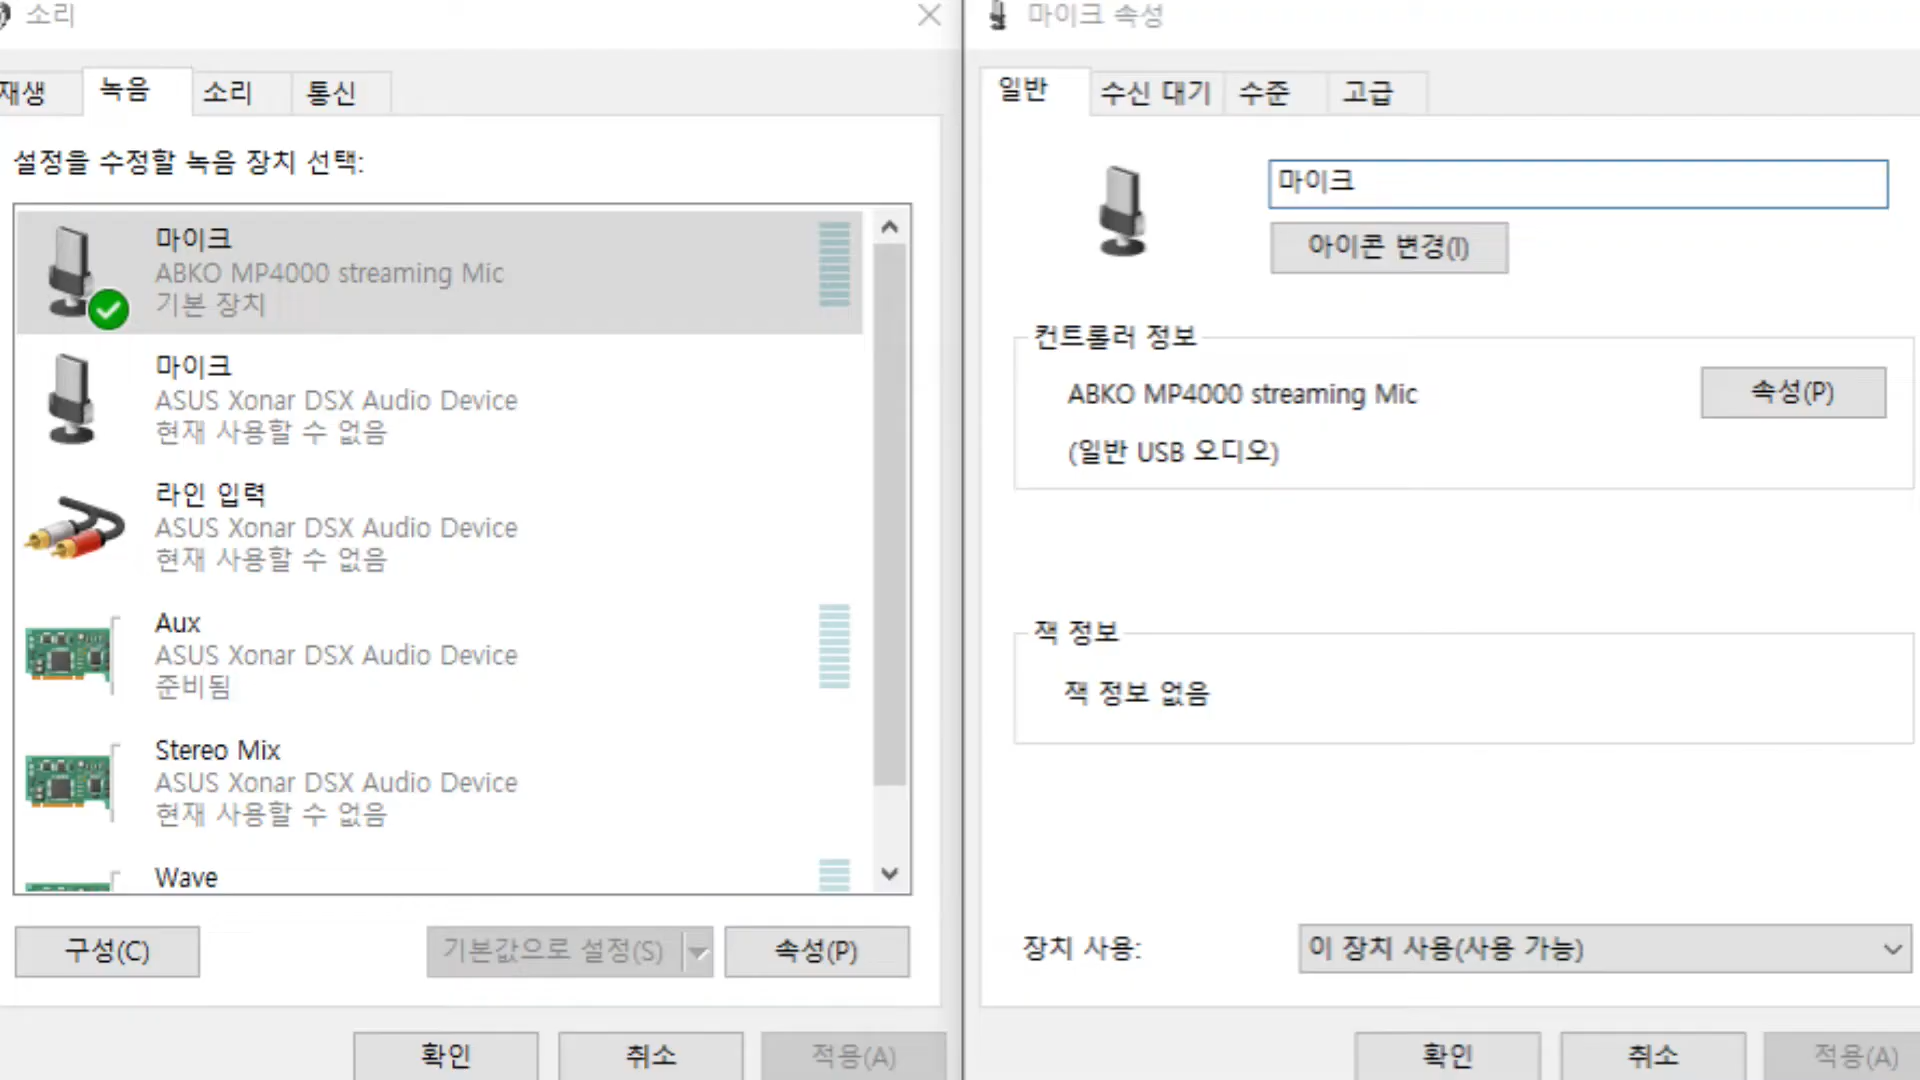 소리
재생 녹음 소리 통신
설정을 수정할 녹음 장치 선택:
마이크
ABKO MP4000 streaming Mic
기본 장치
마이크
ASUS Xonar DSX Audio Device
현재 사용할 수 없음
라인 입력
ASUS Xonar DSX Audio Device
현재 사용할 수 없음
Aux
ASUS Xonar DSX Audio Device
준비됨
Stereo Mix
ASUS Xonar DSX Audio Device
현재 사용할 수 없음
Wave
구성(C) 기본값으로 설정(S) 속성(P)
확인 취소 적용(A)
마이크 속성
일반 수신 대기 수준 고급
마이크
아이콘 변경(I)
컨트롤러 정보
ABKO MP4000 streaming Mic 속성(P)
(일반 USB 오디오)
잭 정보
잭 정보 없음
장치 사용: 이 장치 사용(사용 가능)
확인 취소 적용(A)